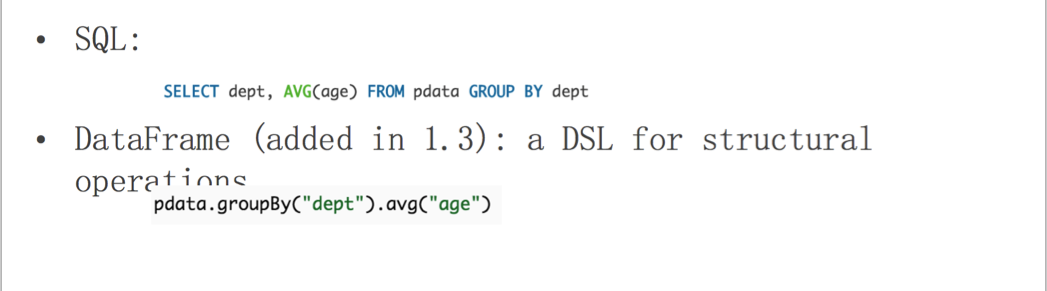 • SQL:
SELECT dept, AVG(age) FROM pdata GROUP BY dept
• DataFrame (added in 1.3): a DSL for structural
operations
pdata.groupBy("dept").avg("age")